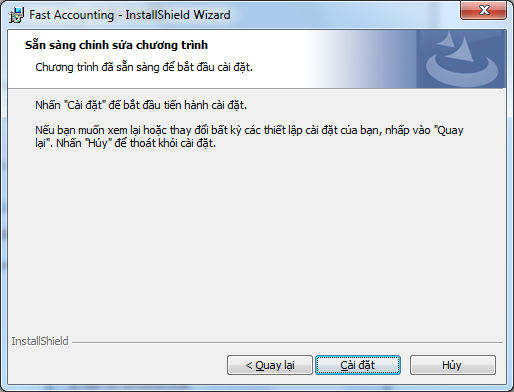 Fast Accounting - InstallShield Wizard
Sẵn sàng chỉnh sửa chương trình
Chương trình đã sẵn sàng để bắt đầu cài đặt.
Nhấn "Cài đặt" để bắt đầu tiến hành cài đặt.
Nếu bạn muốn xem lại hoặc thay đổi bất kỳ các thiết lập cài đặt của bạn, nhấp vào "Quay
lại". Nhấn "Hủy" để thoát khỏi cài đặt.
InstallShield
< Quay lại
Cài đặt
Hủy